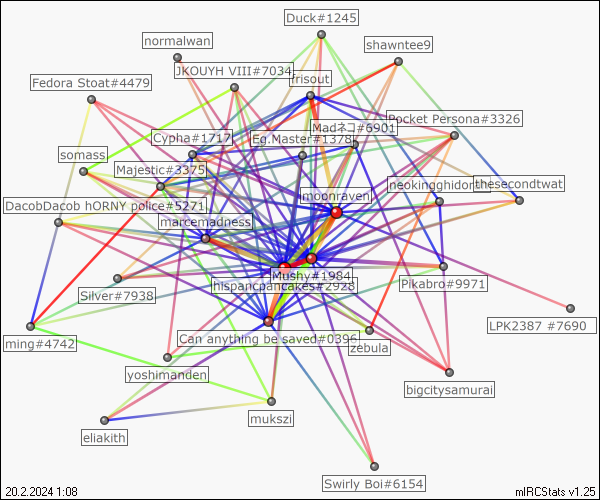 Duck#1245
normalwan
shawntee9
JKOUYH VIII#7034
frisout
Fedora Stoat#4479
Pocket Persona#3326
Madネコ#6901
Cypha#1717
Eg.Master#1378
somass
Majestic#3375
neokingghidora
thesecondtwat
moonraven
DacobDacob hORNY police#5271
marcemadness
Mushy#1984
hispancpancakes#2928
Pikabro#9971
Silver#7938
LPK2387 #7690
Can anything be saved#0396
ming#4742
zebula
yoshimanden
bigcitysamurai
mukszi
eliakith
Swirly Boi#6154
20.2.2024 1:08
mIRCStats v1.25